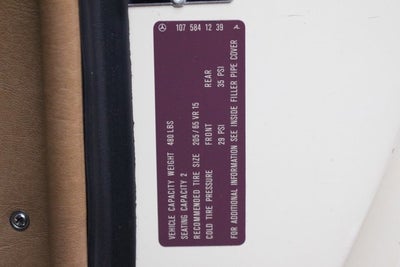 107 584 12 39
VEHICLE CAPACITY WEIGHT 480 LBS
SEATING CAPACITY 2
RECOMMENDED TIRE SIZE 205/65 VR 15
FRONT REAR
COLD TIRE PRESSURE 29 PSI 35 PSI
FOR ADDITIONAL INFORMATION SEE INSIDE FILLER PIPE COVER